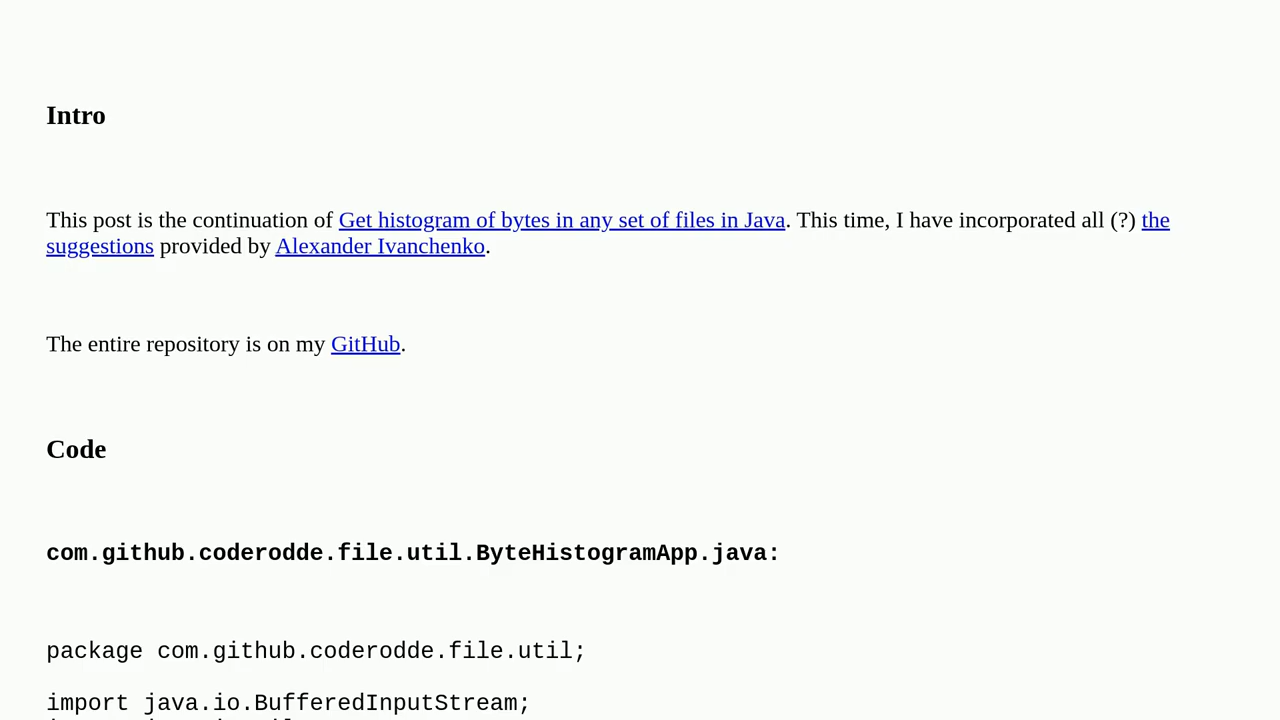 Intro
This post is the continuation of Get histogram of bytes in any set of files in Java. This time, I have incorporated all (?) the
suggestions provided by Alexander Ivanchenko.
The entire repository is on my GitHub.
Code
com.github.coderodde.file.util.ByteHistogramApp.java:
package com.github.coderodde.file.util;
import java.io.BufferedInputStream;